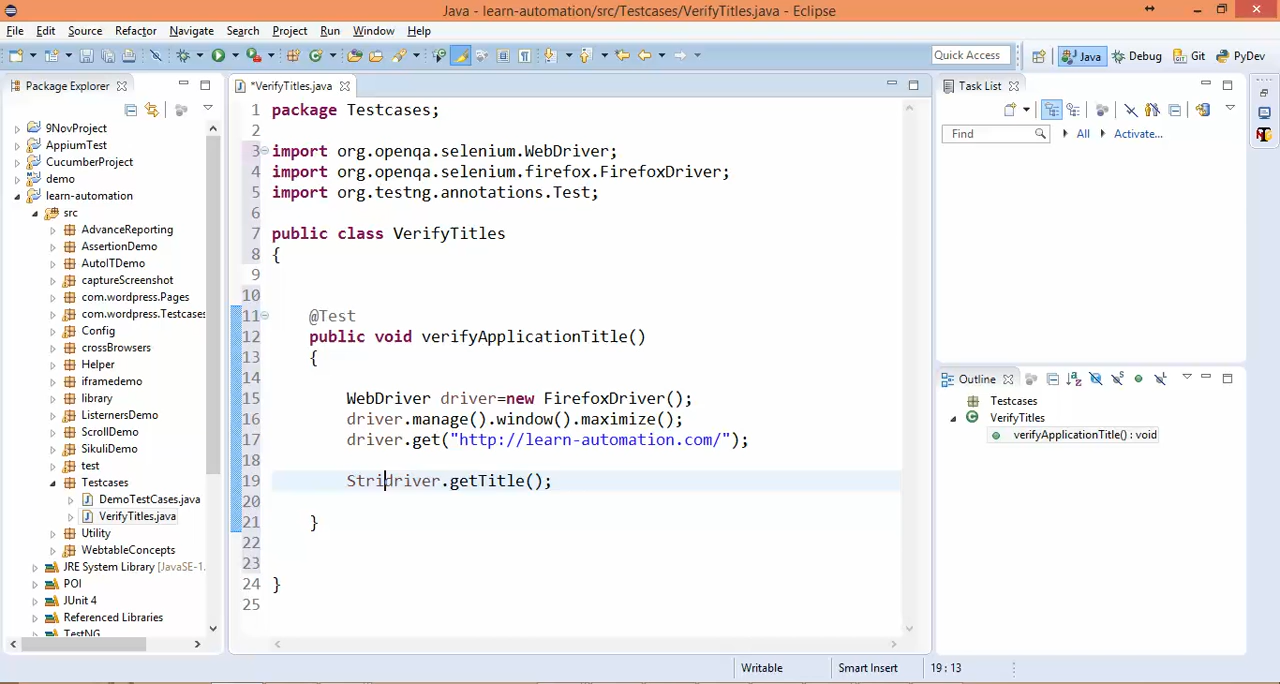 Java - learn-automation/src/Testcases/VerifyTitles.java - Eclipse
File Edit Source Refactor Navigate Search Project Run Window Help
Quick Access Java Debug Git PyDev
Package Explorer
9NovProject
AppiumTest
CucumberProject
demo
learn-automation
src
AdvanceReporting
AssertionDemo
AutoITDemo
captureScreenshot
com.wordpress.Pages
com.wordpress.Testcases
Config
crossBrowsers
Helper
iframedemo
library
ListernersDemo
ScrollDemo
SikuliDemo
test
Testcases
DemoTestCases.java
VerifyTitles.java
Utility
WebtableConcepts
JRE System Library [JavaSE-1.
POI
JUnit 4
Referenced Libraries
TestNG
*VerifyTitles.java
1 package Testcases;
2
3 import org.openqa.selenium.WebDriver;
4 import org.openqa.selenium.firefox.FirefoxDriver;
5 import org.testng.annotations.Test;
6
7 public class VerifyTitles
8 {
9
10
11 @Test
12 public void verifyApplicationTitle()
13 {
14
15 WebDriver driver=new FirefoxDriver();
16 driver.manage().window().maximize();
17 driver.get("http://learn-automation.com/");
18
19 Stridriver.getTitle();
20
21 }
22
23
24 }
25
Task List
Find All Activate...
Outline
Testcases
VerifyTitles
verifyApplicationTitle() : void
Writable Smart Insert 19 : 13